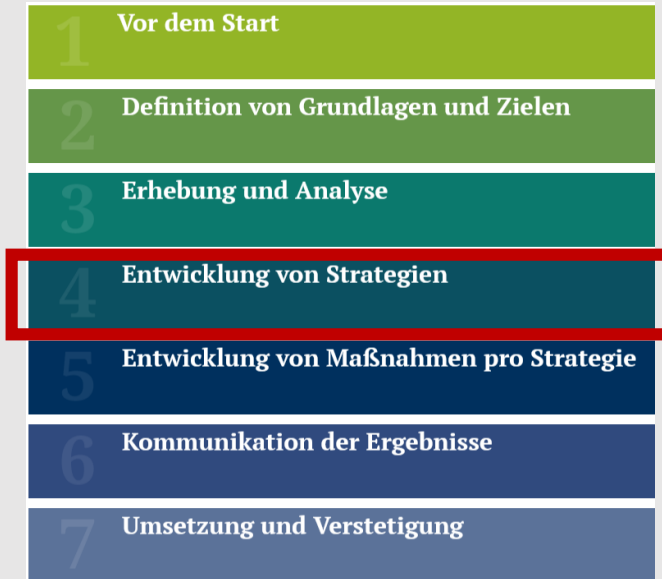 1 Vor dem Start
2 Definition von Grundlagen und Zielen
3 Erhebung und Analyse
4 Entwicklung von Strategien
5 Entwicklung von Maßnahmen pro Strategie
6 Kommunikation der Ergebnisse
7 Umsetzung und Verstetigung